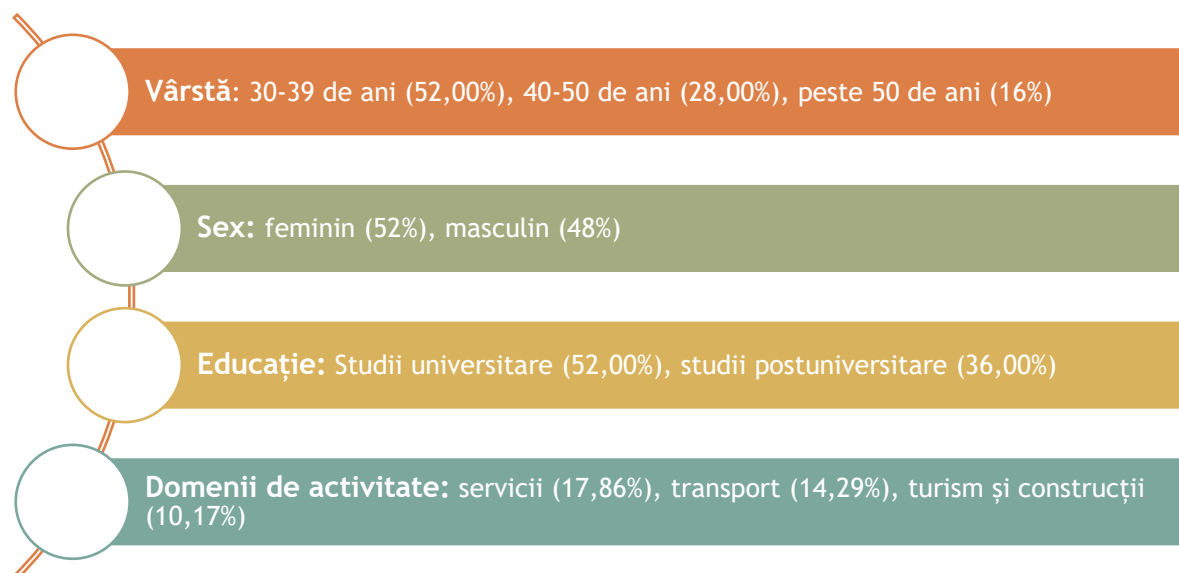 Vârstă: 30-39 de ani (52,00%), 40-50 de ani (28,00%), peste 50 de ani (16%)
Sex: feminin (52%), masculin (48%)
Educație: Studii universitare (52,00%), studii postuniversitare (36,00%)
Domenii de activitate: servicii (17,86%), transport (14,29%), turism și construcții
(10,17%)